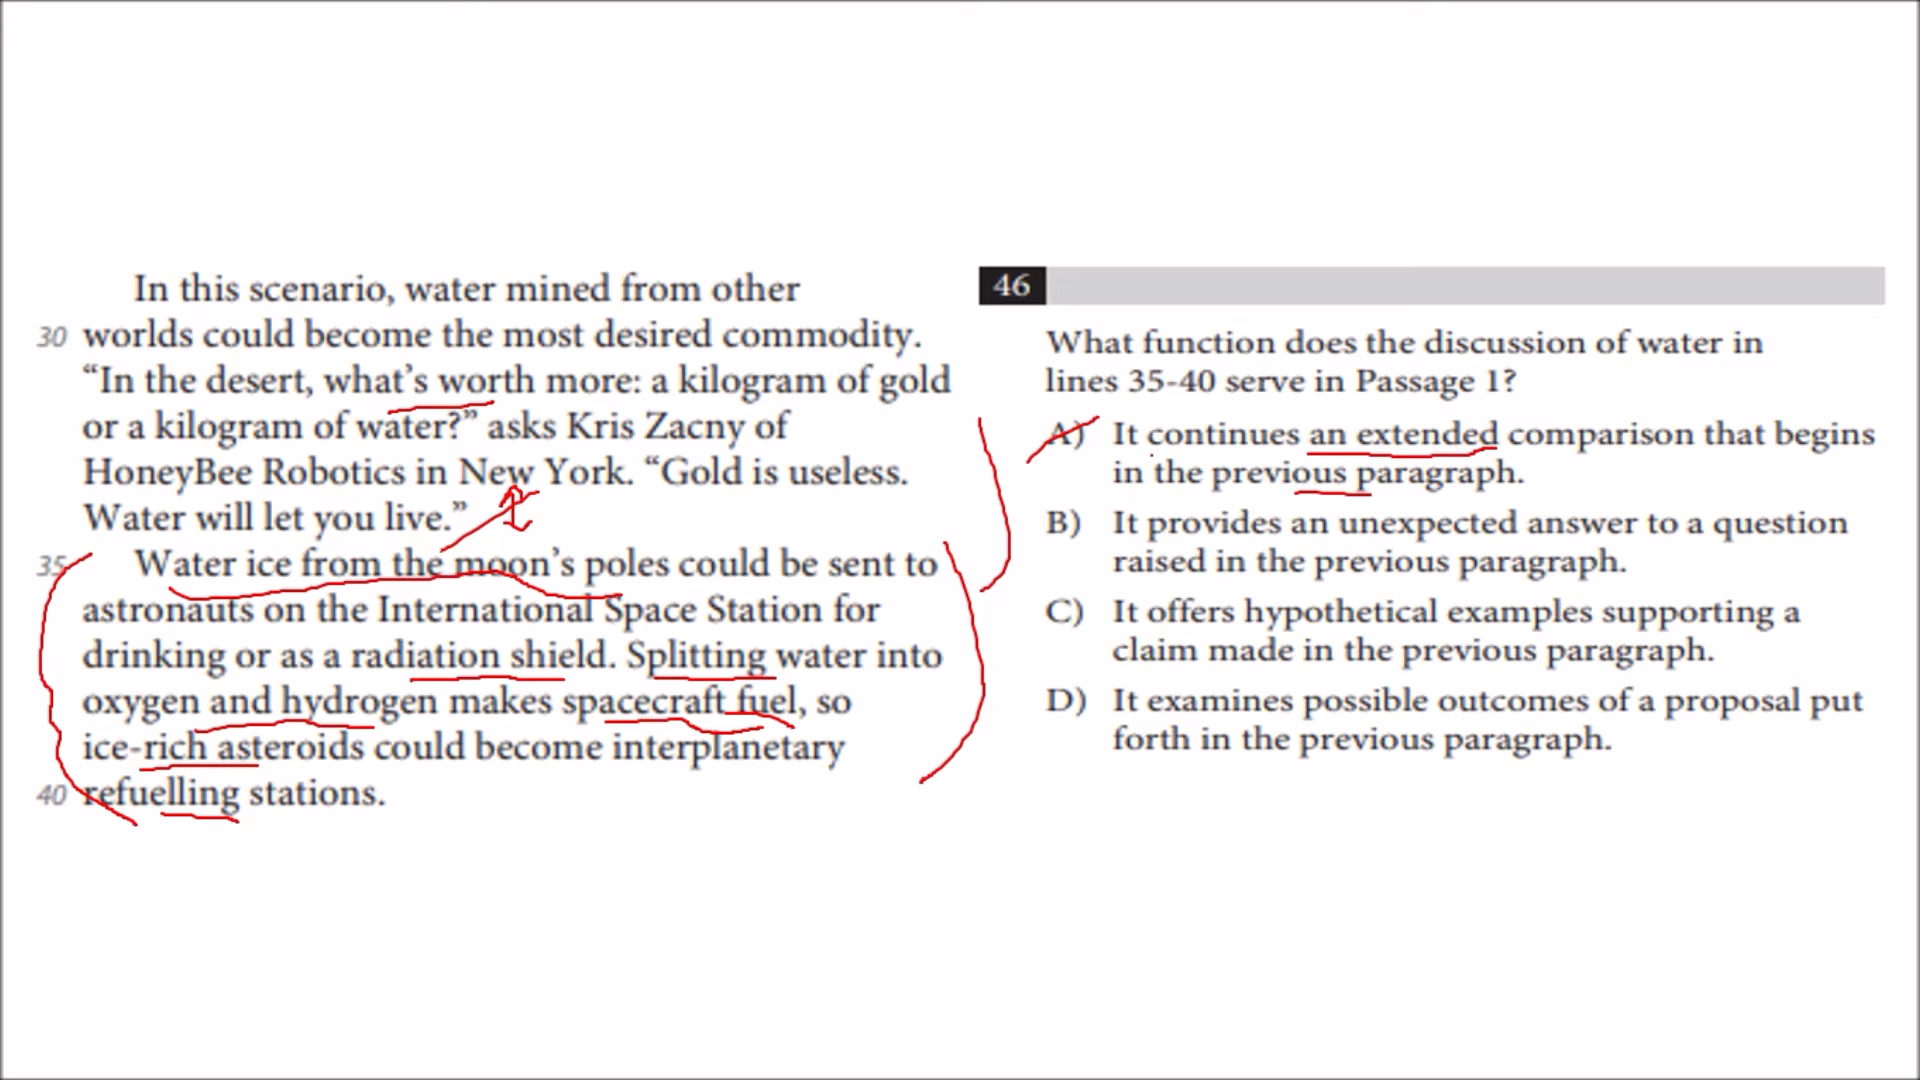 In this scenario, water mined from other
30 worlds could become the most desired commodity.
“In the desert, what’s worth more: a kilogram of gold
or a kilogram of water?” asks Kris Zacny of
HoneyBee Robotics in New York. “Gold is useless.
Water will let you live.”
35 Water ice from the moon’s poles could be sent to
astronauts on the International Space Station for
drinking or as a radiation shield. Splitting water into
oxygen and hydrogen makes spacecraft fuel, so
ice-rich asteroids could become interplanetary
40 refuelling stations.
46
What function does the discussion of water in
lines 35-40 serve in Passage 1?
A) It continues an extended comparison that begins
in the previous paragraph.
B) It provides an unexpected answer to a question
raised in the previous paragraph.
C) It offers hypothetical examples supporting a
claim made in the previous paragraph.
D) It examines possible outcomes of a proposal put
forth in the previous paragraph.